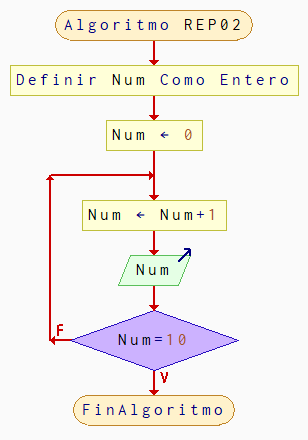 Algoritmo REP02
Definir Num Como Entero
Num ← 0
Num ← Num+1
Num
Num=10
F
V
FinAlgoritmo